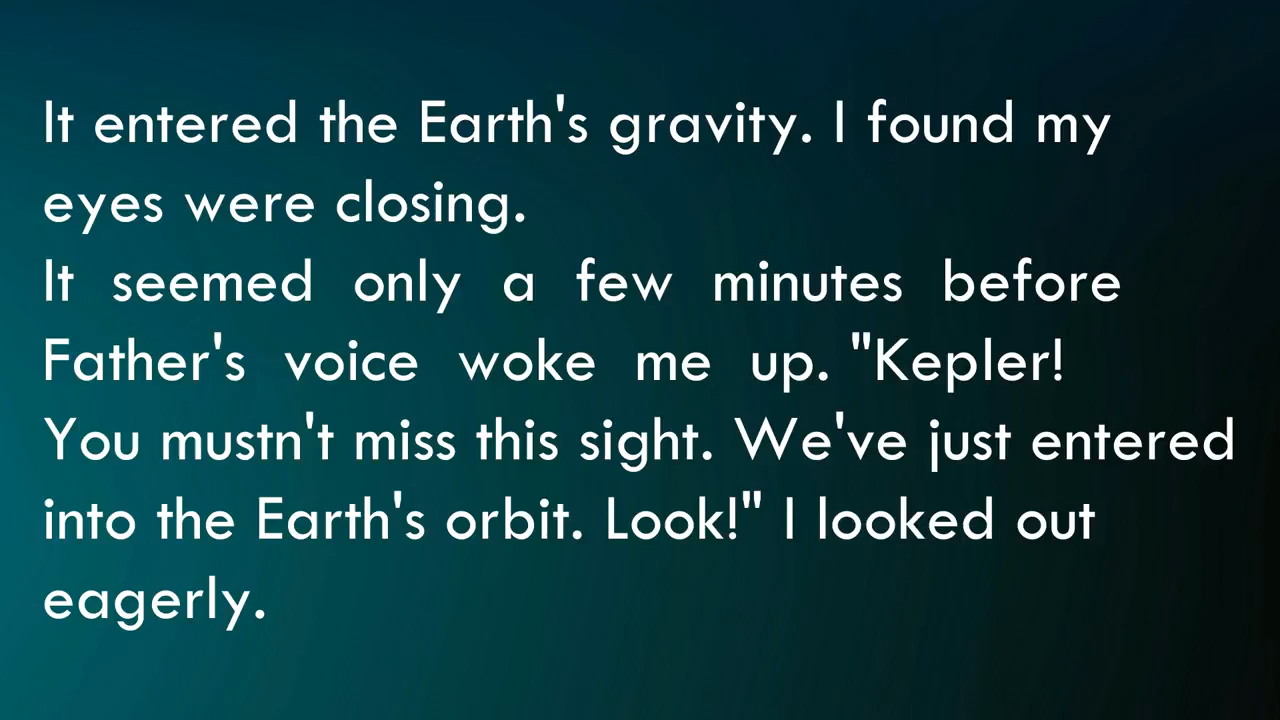 It entered the Earth's gravity. I found my
eyes were closing.
It seemed only a few minutes before
Father's voice woke me up. "Kepler!
You mustn't miss this sight. We've just entered
into the Earth's orbit. Look!" I looked out
eagerly.